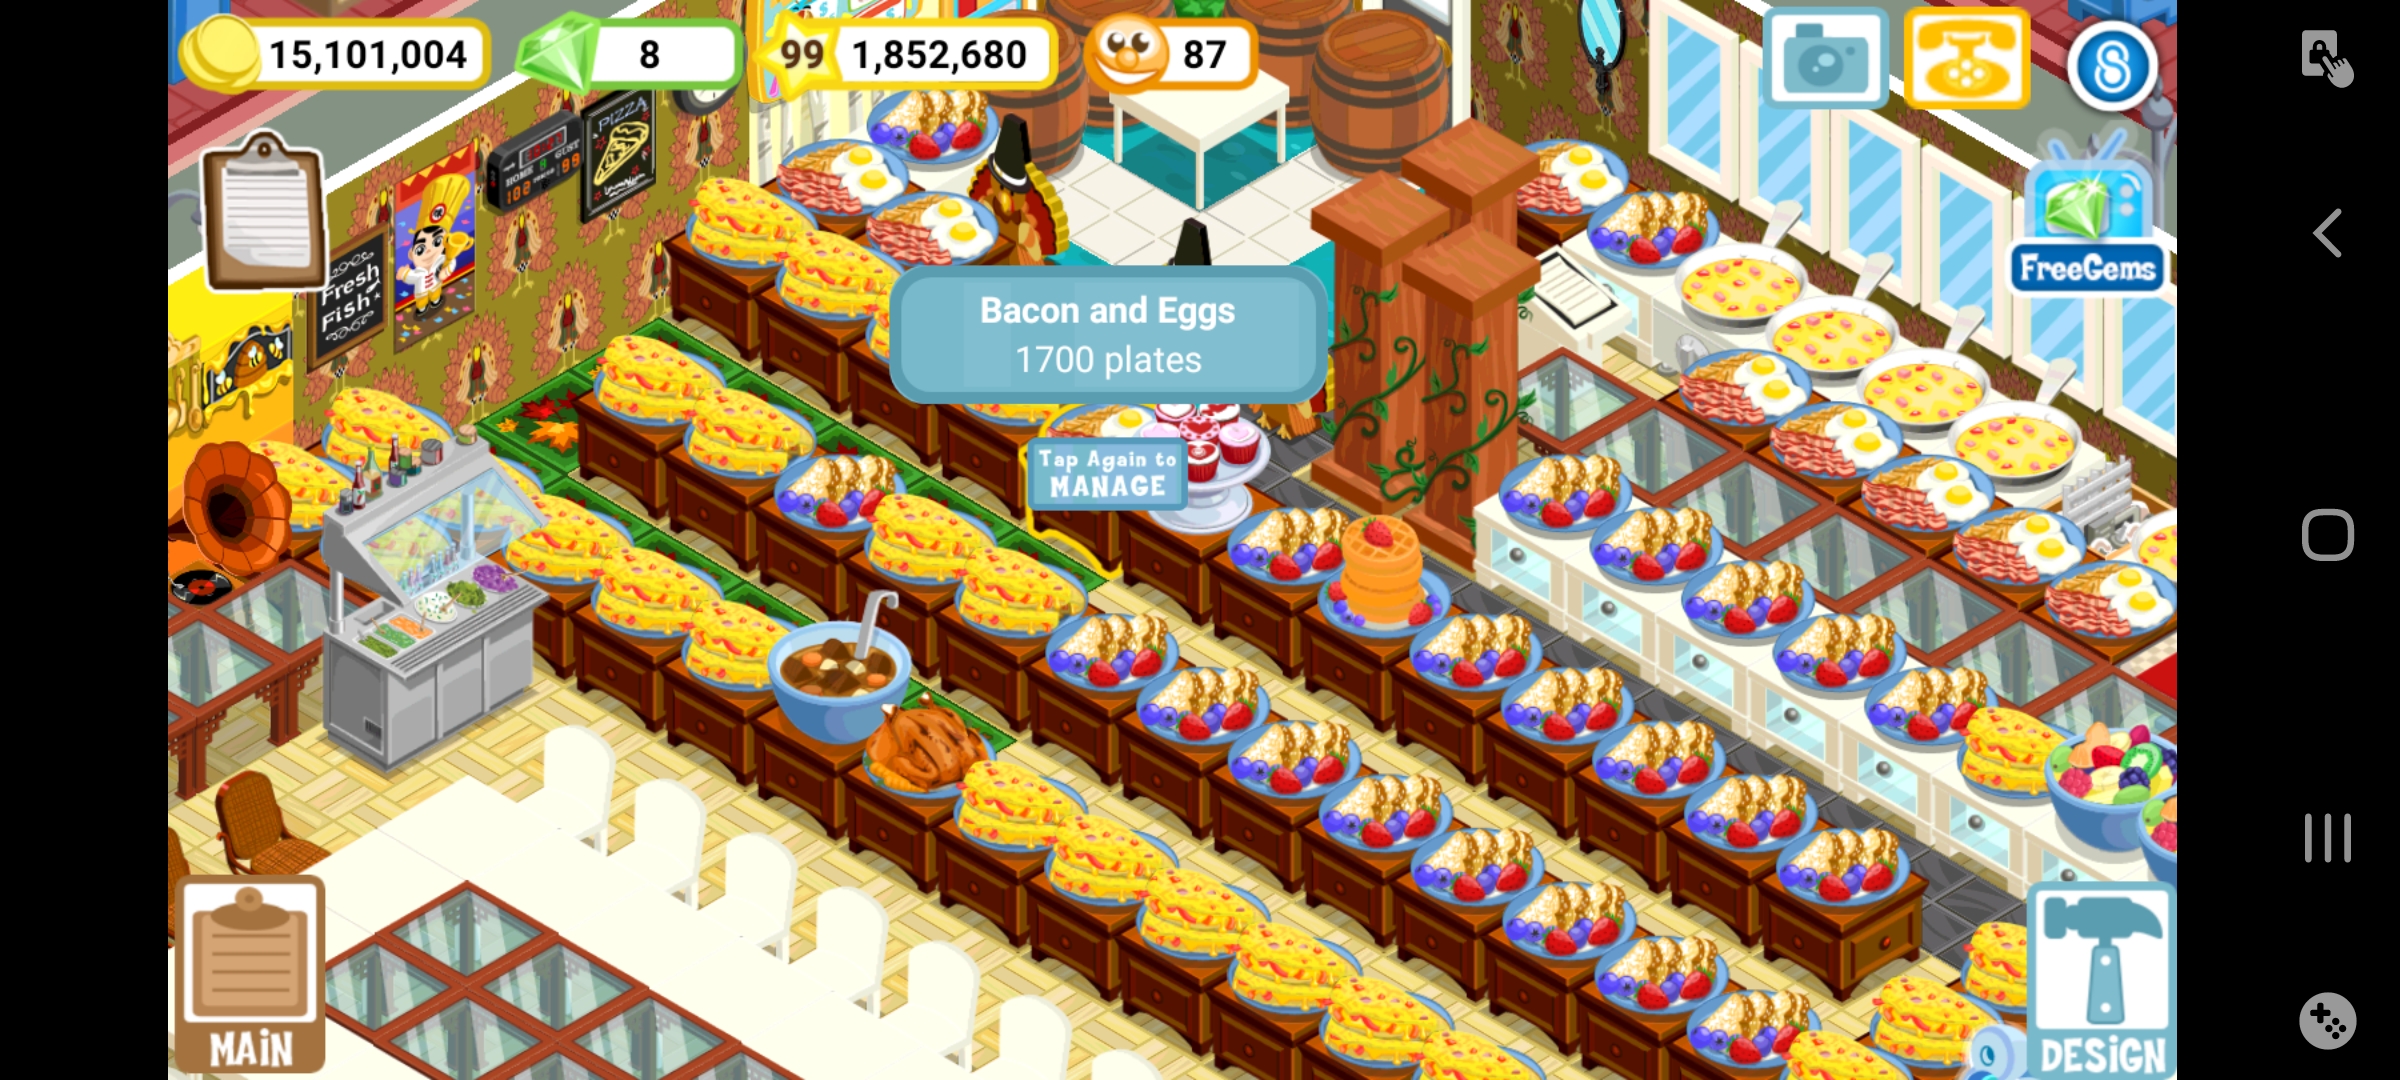 15,101,004
8
99
1,852,680
87
PIZZA
HOME
GUST
Fresh
Fish
FreeGems
Bacon and Eggs
1700 plates
Tap Again to
MANAGE
MAiN
DESiGN